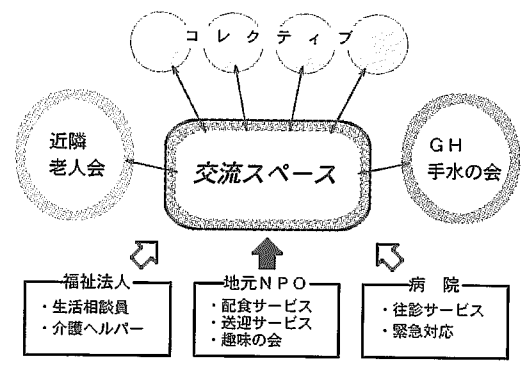 コレクティブ
近隣
老人会
交流スペース
GH
手水の会
福祉法人
・生活相談員
・介護ヘルパー
地元NPO
・配食サービス
・送迎サービス
・趣味の会
病院
・往診サービス
・緊急対応